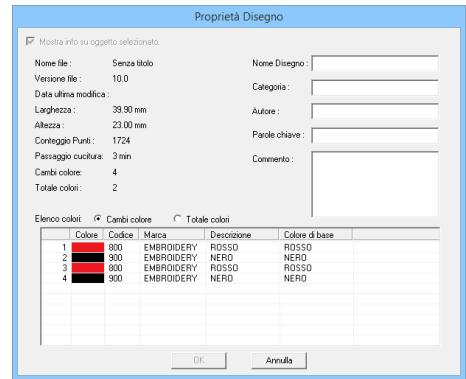 Proprietà Disegno
Mostra info su oggetto selezionato.
Nome file : Senza titolo
Versione file : 10.0
Data ultima modifica :
Larghezza : 39.90 mm
Altezza : 23.00 mm
Conteggio Punti : 1724
Passaggio cucitura: 3 min
Cambi colore: 4
Totale colori : 2
Nome Disegno :
Categoria :
Autore :
Parole chiave :
Commento :
Elenco colori: Cambi colore Totale colori
Colore Codice Marca Descrizione Colore di base
1 800 EMBROIDERY ROSSO ROSSO
2 900 EMBROIDERY NERO NERO
3 800 EMBROIDERY ROSSO ROSSO
4 900 EMBROIDERY NERO NERO
OK Annulla